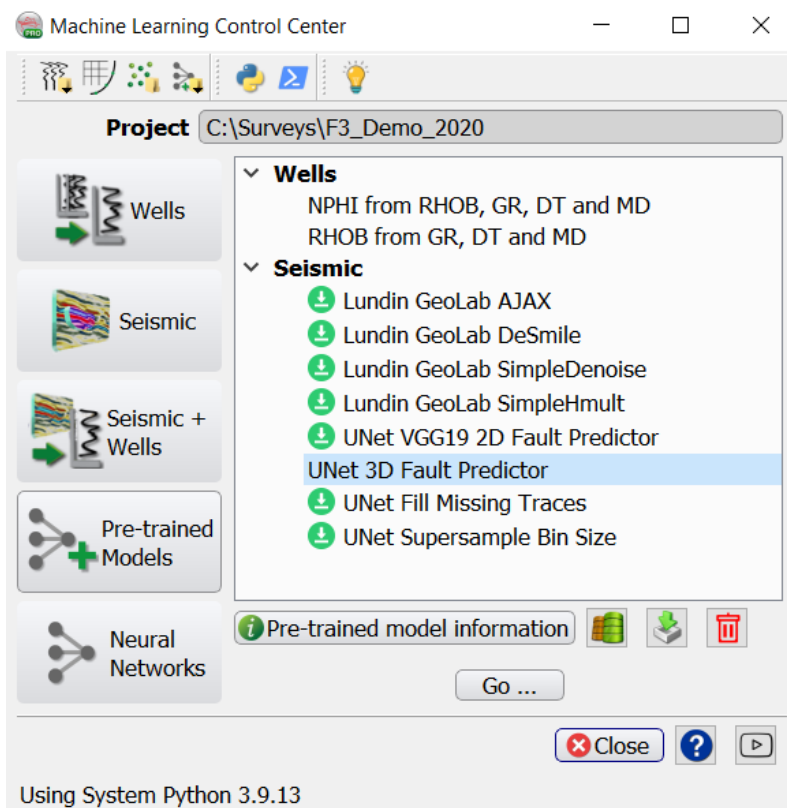 Machine Learning Control Center
Project C:\Surveys\F3_Demo_2020
Wells
Seismic
Seismic +
Wells
Pre-trained
Models
Neural
Networks
Wells
NPHI from RHOB, GR, DT and MD
RHOB from GR, DT and MD
Seismic
Lundin GeoLab AJAX
Lundin GeoLab DeSmile
Lundin GeoLab SimpleDenoise
Lundin GeoLab SimpleHmult
UNet VGG19 2D Fault Predictor
UNet 3D Fault Predictor
UNet Fill Missing Traces
UNet Supersample Bin Size
Pre-trained model information
Go ...
Close
Using System Python 3.9.13